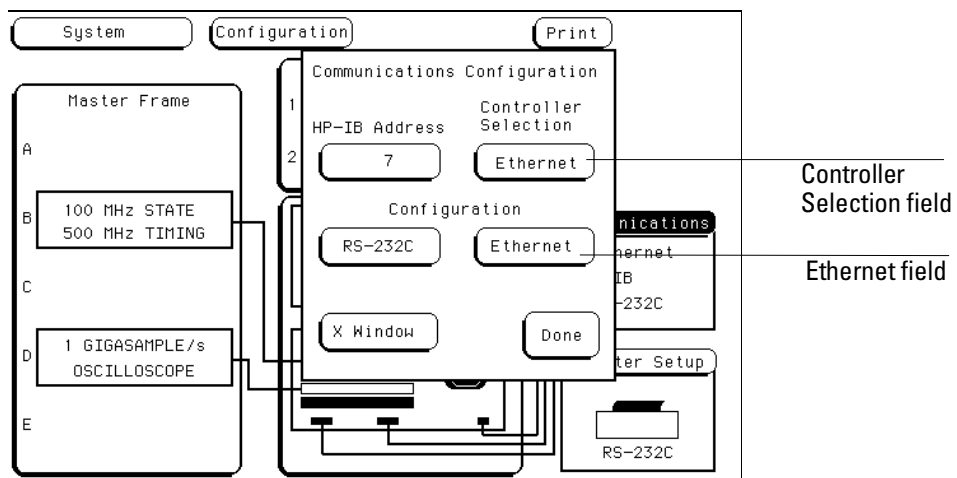 System
Configuration
Print
Master Frame
A
B
100 MHz STATE
500 MHz TIMING
C
D
1 GIGASAMPLE/s
OSCILLOSCOPE
E
1
2
Communications Configuration
HP-IB Address
Controller
Selection
7
Ethernet
Configuration
RS-232C
Ethernet
X Window
Done
nications
ernet
IB
-232C
ter Setup
RS-232C
Controller
Selection field
Ethernet field